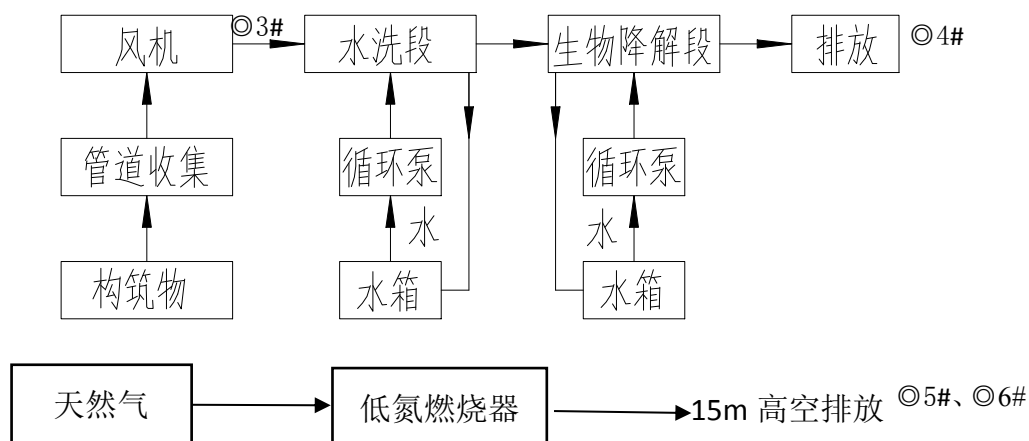 风机 ◎3# 水洗段 生物降解段 排放 ◎4#
管道收集 循环泵 循环泵
水 水
构筑物 水箱 水箱
天然气 低氮燃烧器 15m 高空排放 ◎5#、◎6#